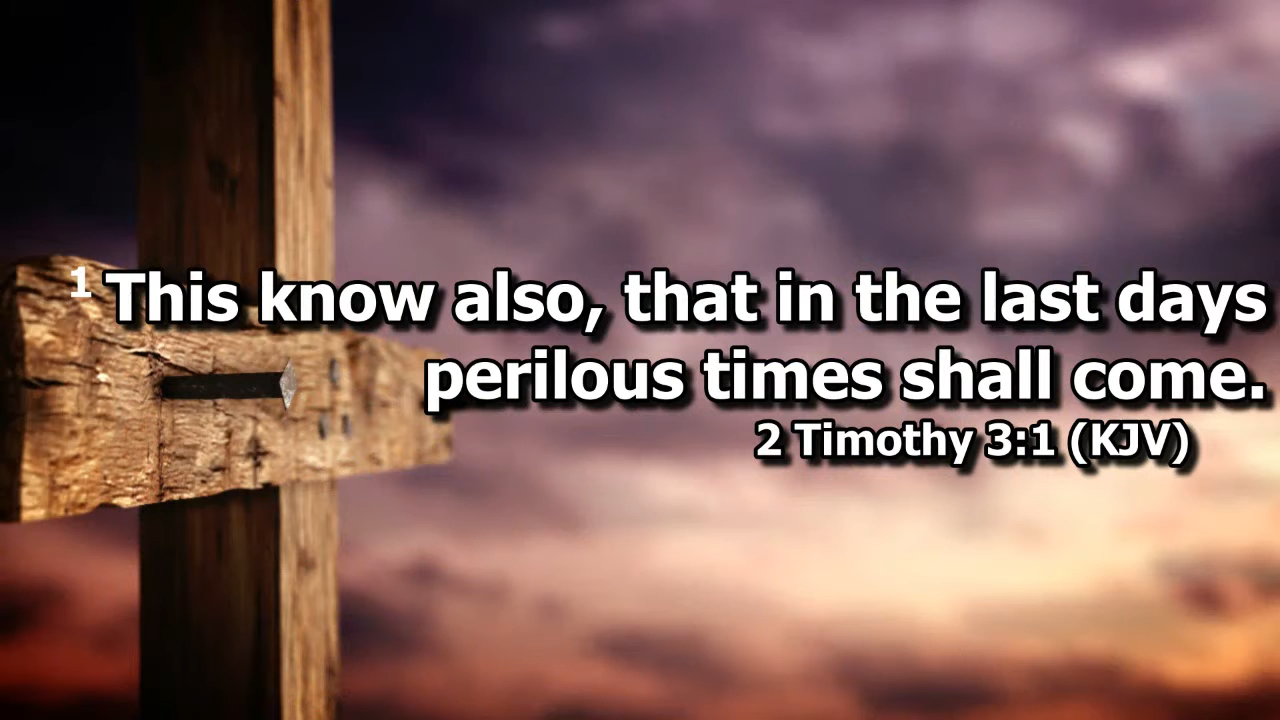 1 This know also, that in the last days
perilous times shall come.
2 Timothy 3:1 (KJV)